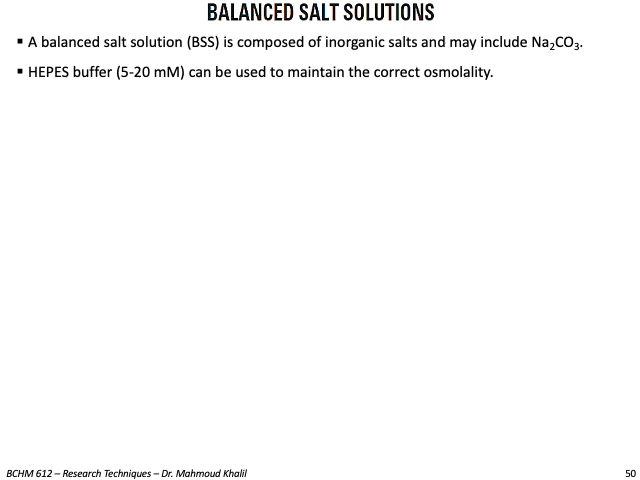 BALANCED SALT SOLUTIONS
▪ A balanced salt solution (BSS) is composed of inorganic salts and may include Na₂CO₃.
▪ HEPES buffer (5-20 mM) can be used to maintain the correct osmolality.
BCHM 612 – Research Techniques – Dr. Mahmoud Khalil
50